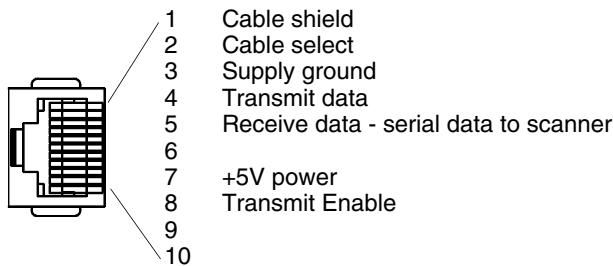 1 Cable shield
2 Cable select
3 Supply ground
4 Transmit data
5 Receive data - serial data to scanner
6
7 +5V power
8 Transmit Enable
9
10